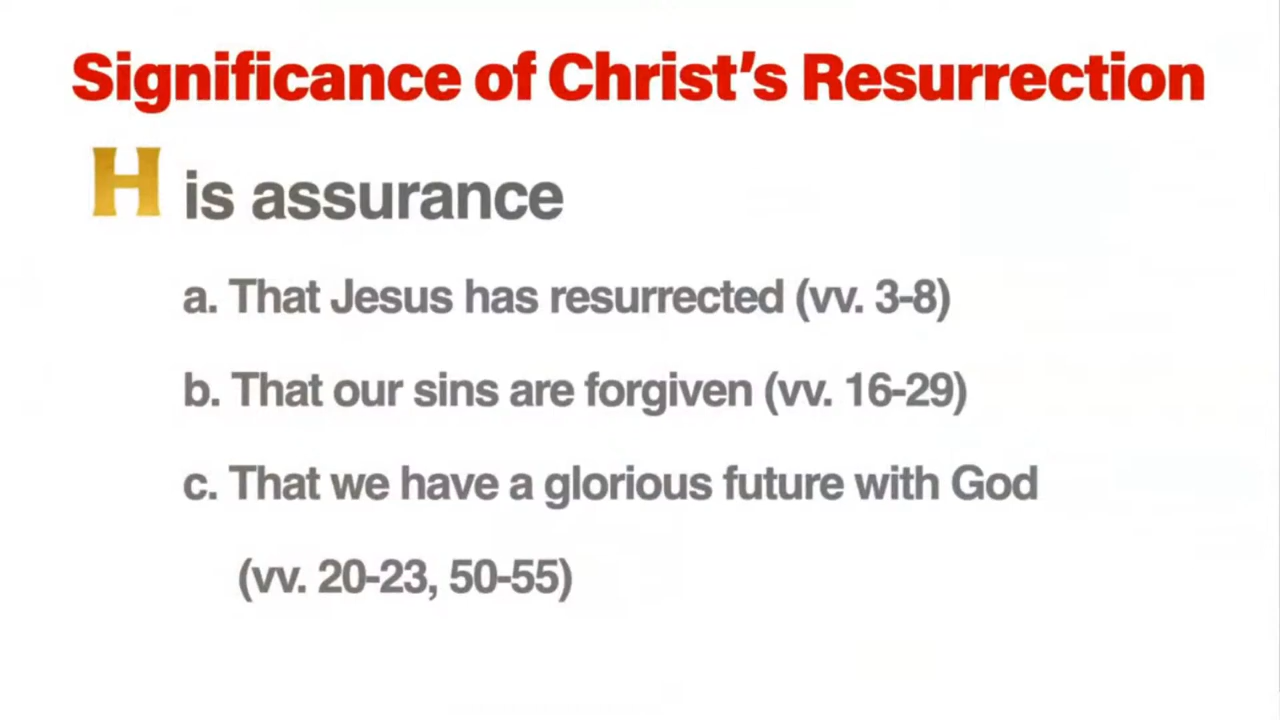 Significance of Christ’s Resurrection
His assurance
a. That Jesus has resurrected (vv. 3-8)
b. That our sins are forgiven (vv. 16-29)
c. That we have a glorious future with God
(vv. 20-23, 50-55)